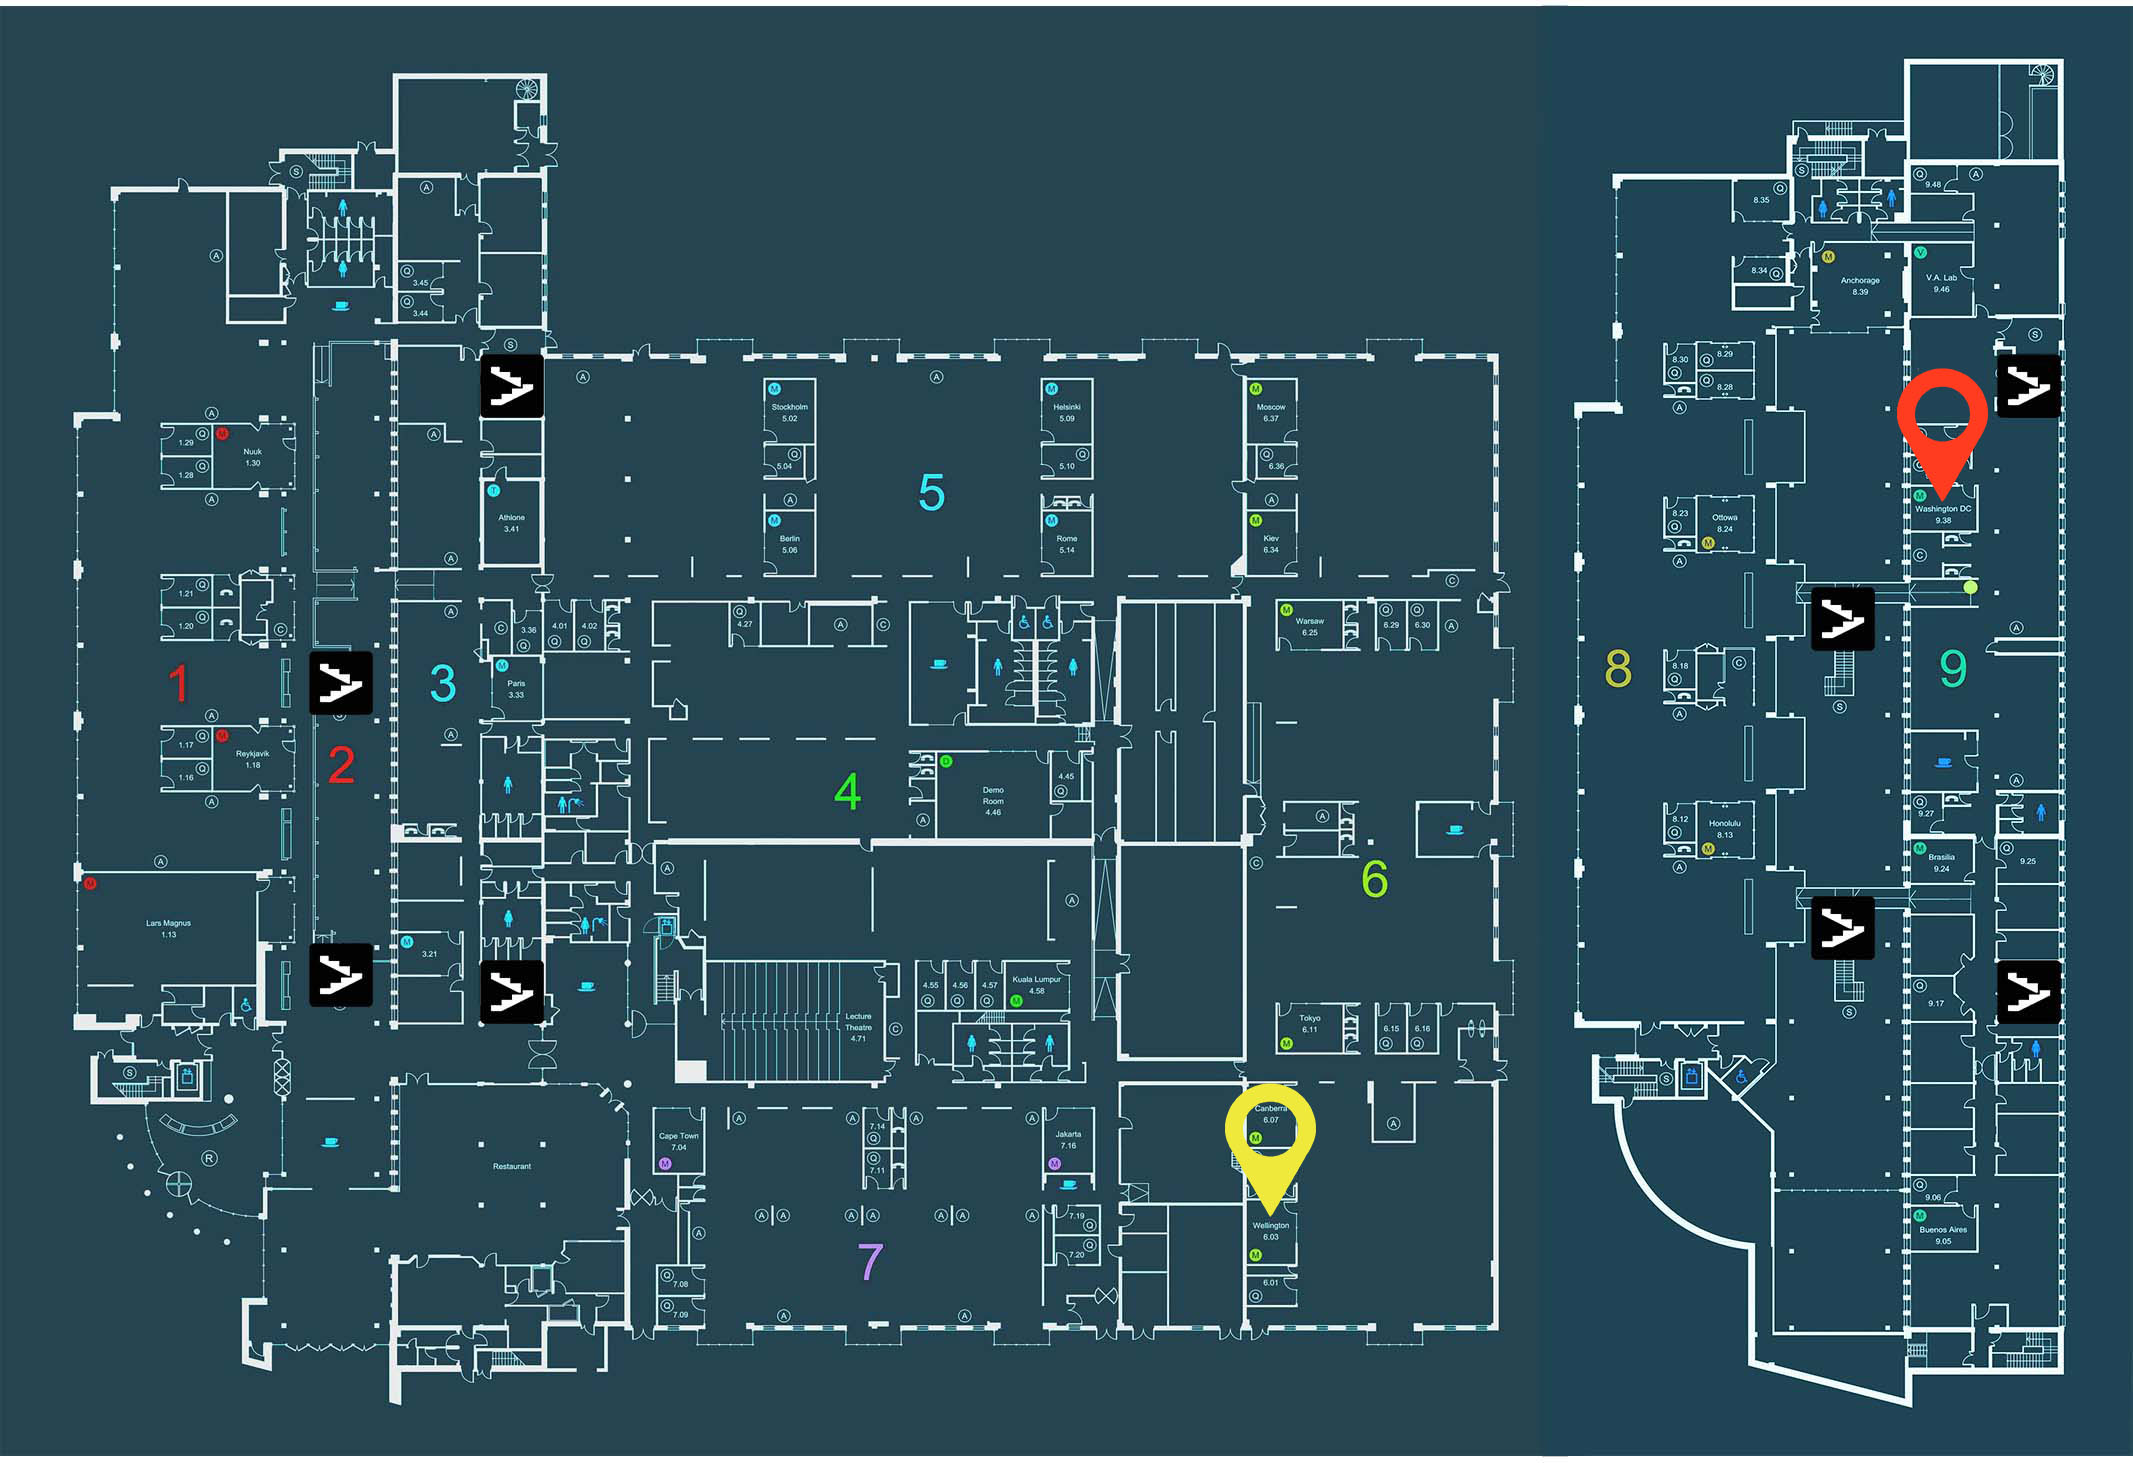 S
A
A
Q
3.45
Q
3.44
S
A
A
A
M
Stockholm
5.02
Q
5.04
A
M
Berlin
5.06
M
Helsinki
5.09
Q
5.10
M
Rome
5.14
M
Moscow
6.37
Q
6.36
A
M
Kiev
6.34
5
A
1.29
Q
M
Nuuk
1.30
1.28
Q
A
A
T
Athlone
3.41
A
C
1.21
Q
1.20
Q
C
A
C
3.36
Q
4.01
Q
4.02
Q
Q
4.27
A
C
M
Warsaw
6.25
Q
6.29
Q
6.30
A
1
3
M
Paris
3.33
A
A
1.17
Q
M
Reykjavik
1.18
1.16
Q
A
2
4
D
Demo
Room
4.46
4.45
Q
A
A
A
M
Lars Magnus
1.13
M
3.21
A
A
C
6
4.55
Q
4.56
Q
4.57
Q
Kuala Lumpur
4.58
M
Lecture
Theatre
4.71
C
Tokyo
6.11
M
6.15
Q
6.16
Q
S
R
Restaurant
Cape Town
7.04
M
A
7.14
Q
7.11
Q
A
Jakarta
7.16
M
Canberra
6.07
M
A
A
A
A
A
A
A
A
A
7.19
Q
7.20
Q
7
Wellington
6.03
M
6.01
Q
Q
7.08
Q
7.09
A
A
S
8.35
Q
Q
9.48
A
8.34
Q
M
Anchorage
8.39
V
V.A. Lab
9.46
S
8.30
Q
8.29
Q
8.28
Q
A
8.23
Q
Ottowa
8.24
M
A
M
Washington DC
9.38
C
A
8
8.18
Q
C
A
S
9
A
8.12
Q
Honolulu
8.13
M
A
Q
9.27
M
Brasilia
9.24
Q
9.25
Q
9.17
S
S
Q
9.06
M
Buenos Aires
9.05